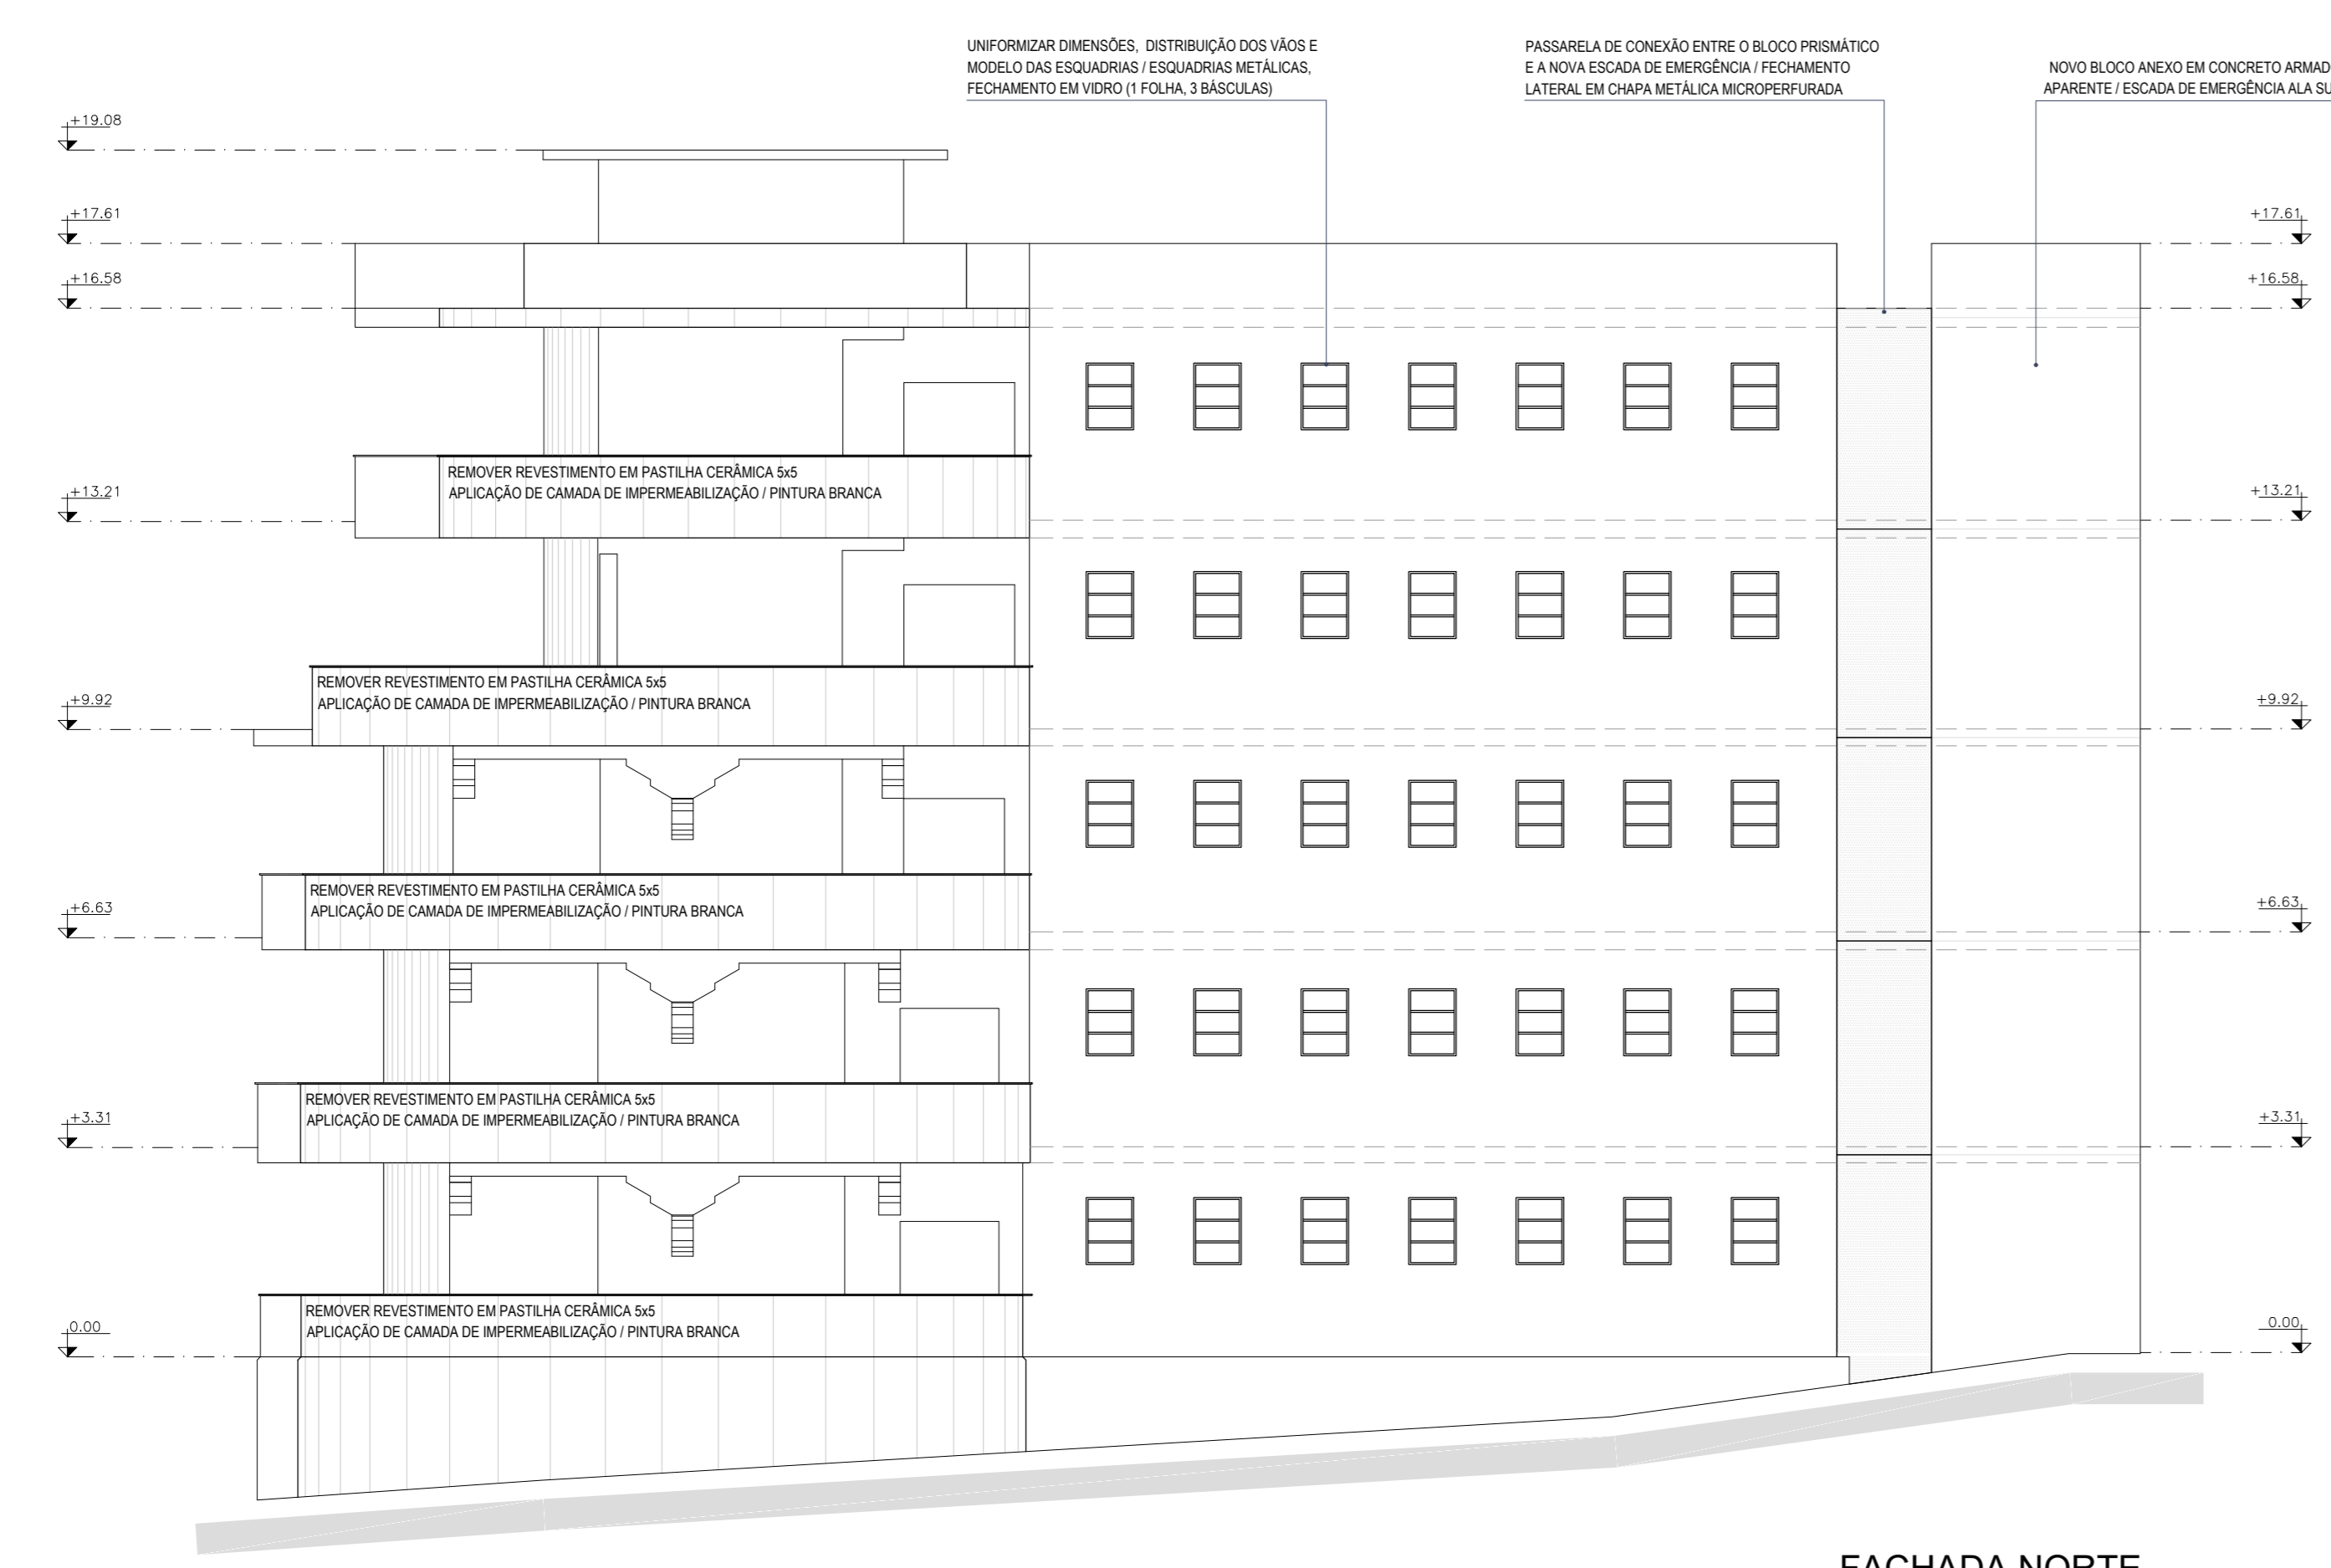 UNIFORMIZAR DIMENSÕES, DISTRIBUIÇÃO DOS VÃOS E
MODELO DAS ESQUADRIAS / ESQUADRIAS METÁLICAS,
FECHAMENTO EM VIDRO (1 FOLHA, 3 BÁSCULAS)
PASSARELA DE CONEXÃO ENTRE O BLOCO PRISMÁTICO
E A NOVA ESCADA DE EMERGÊNCIA / FECHAMENTO
LATERAL EM CHAPA METÁLICA MICROPERFURADA
NOVO BLOCO ANEXO EM CONCRETO
APARENTE / ESCADA DE EMERGÊNCIA ALA
+19.08
+17.61
+17.61
+16.58
+16.58
REMOVER REVESTIMENTO EM PASTILHA CERÂMICA 5x5
APLICAÇÃO DE CAMADA DE IMPERMEABILIZAÇÃO / PINTURA BRANCA
+13.21
+13.21
REMOVER REVESTIMENTO EM PASTILHA CERÂMICA 5x5
APLICAÇÃO DE CAMADA DE IMPERMEABILIZAÇÃO / PINTURA BRANCA
+9.92
+9.92
REMOVER REVESTIMENTO EM PASTILHA CERÂMICA 5x5
APLICAÇÃO DE CAMADA DE IMPERMEABILIZAÇÃO / PINTURA BRANCA
+6.63
+6.63
REMOVER REVESTIMENTO EM PASTILHA CERÂMICA 5x5
APLICAÇÃO DE CAMADA DE IMPERMEABILIZAÇÃO / PINTURA BRANCA
+3.31
+3.31
REMOVER REVESTIMENTO EM PASTILHA CERÂMICA 5x5
APLICAÇÃO DE CAMADA DE IMPERMEABILIZAÇÃO / PINTURA BRANCA
0.00
0.00
FACHADA NORTE